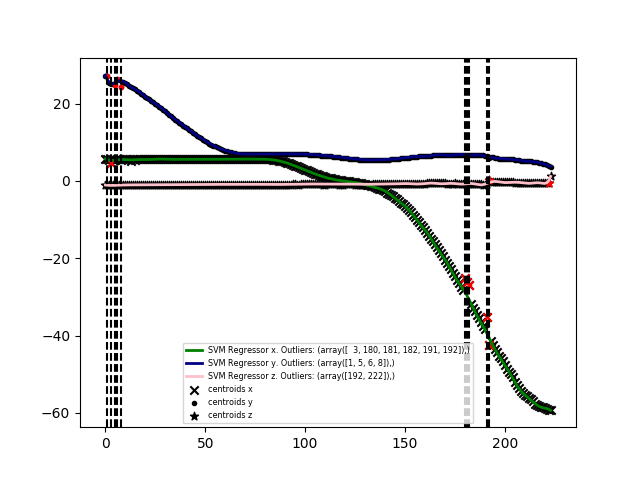 20
0
−20
−40
−60
0
50
100
150
200
SVM Regressor x. Outliers: (array([  3, 180, 181, 182, 191, 192]),)
SVM Regressor y. Outliers: (array([1, 5, 6, 8]),)
SVM Regressor z. Outliers: (array([192, 222]),)
centroids x
centroids y
centroids z